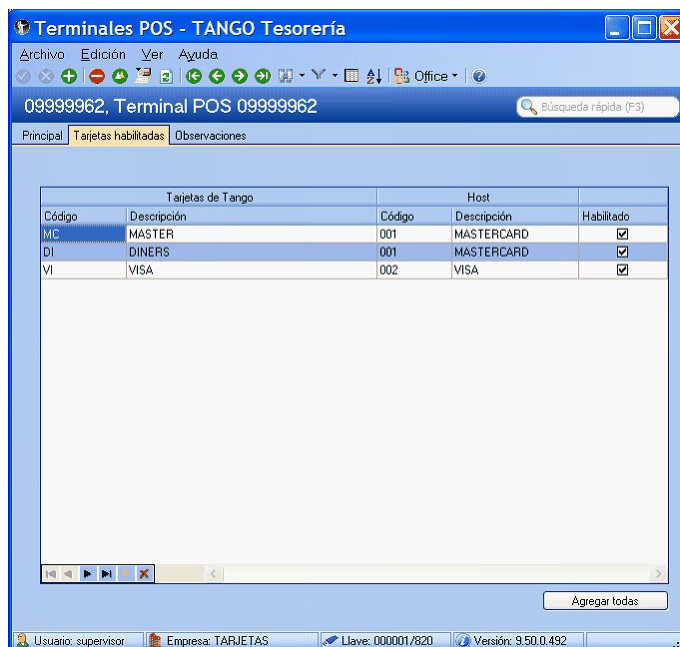 Terminales POS - TANGO Tesorería
Archivo Edición Ver Ayuda
Office
09999962, Terminal POS 09999962
Búsqueda rápida (F3)
Principal Tarjetas habilitadas Observaciones
Tarjetas de Tango Host
Código Descripción Código Descripción Habilitado
MC MASTER 001 MASTERCARD
DI DINERS 001 MASTERCARD
VI VISA 002 VISA
Agregar todas
Usuario: supervisor Empresa: TARJETAS Llave: 000001/820 Versión: 9.50.0.492